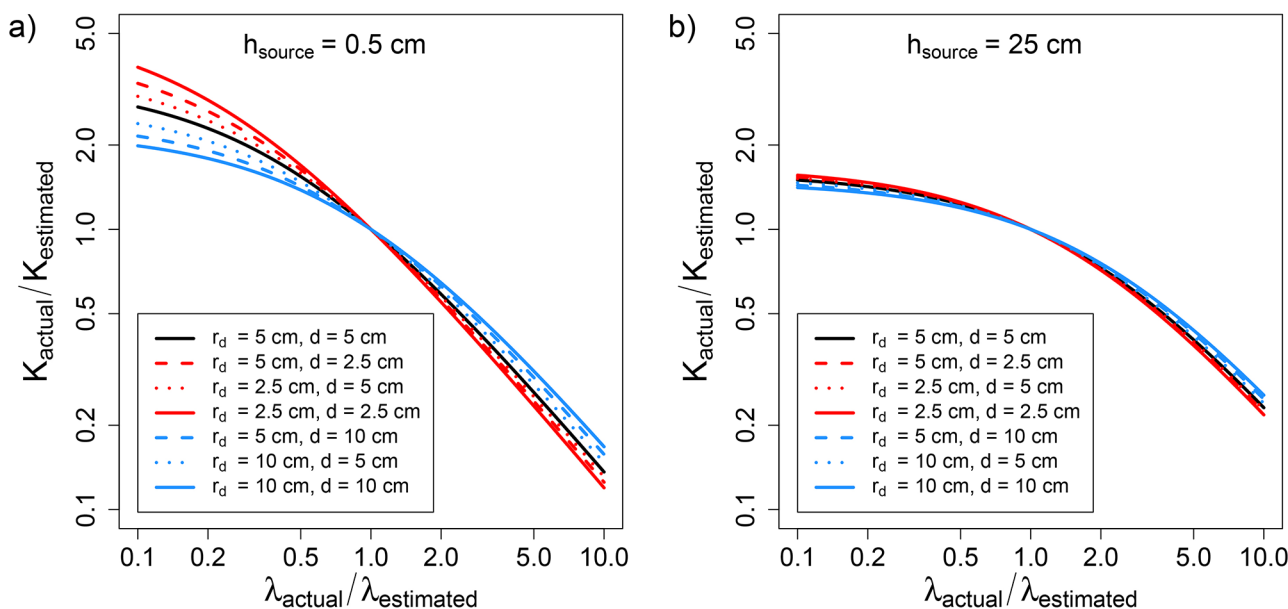 a)
h_source = 0.5 cm
K_actual/K_estimated
5.0
2.0
1.0
0.5
0.2
0.1
r_d = 5 cm, d = 5 cm
r_d = 5 cm, d = 2.5 cm
r_d = 2.5 cm, d = 5 cm
r_d = 2.5 cm, d = 2.5 cm
r_d = 5 cm, d = 10 cm
r_d = 10 cm, d = 5 cm
r_d = 10 cm, d = 10 cm
0.1 0.2 0.5 1.0 2.0 5.0 10.0
λ_actual/λ_estimated
b)
h_source = 25 cm
K_actual/K_estimated
5.0
2.0
1.0
0.5
0.2
0.1
r_d = 5 cm, d = 5 cm
r_d = 5 cm, d = 2.5 cm
r_d = 2.5 cm, d = 5 cm
r_d = 2.5 cm, d = 2.5 cm
r_d = 5 cm, d = 10 cm
r_d = 10 cm, d = 5 cm
r_d = 10 cm, d = 10 cm
0.1 0.2 0.5 1.0 2.0 5.0 10.0
λ_actual/λ_estimated